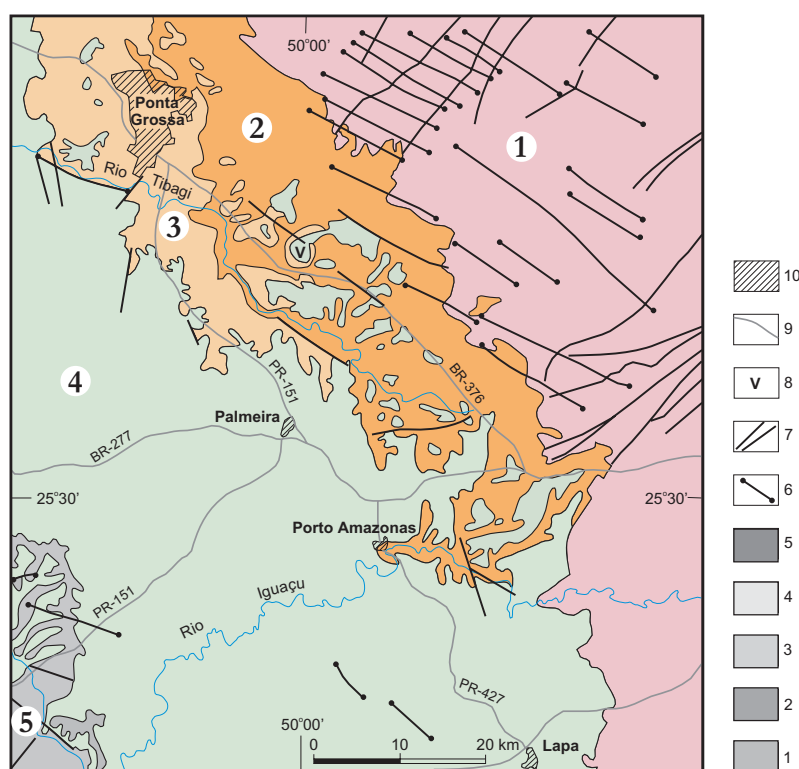 50°00'
Ponta
Grossa
2
1
Rio Tibagi
3
V
10
9
4
PR-151
BR-376
V
8
Palmeira
BR-277
7
25°30'
25°30'
6
Porto Amazonas
5
Iguaçu
PR-151
4
Rio
3
PR-427
2
5
50°00'
0 10 20 km
Lapa
1